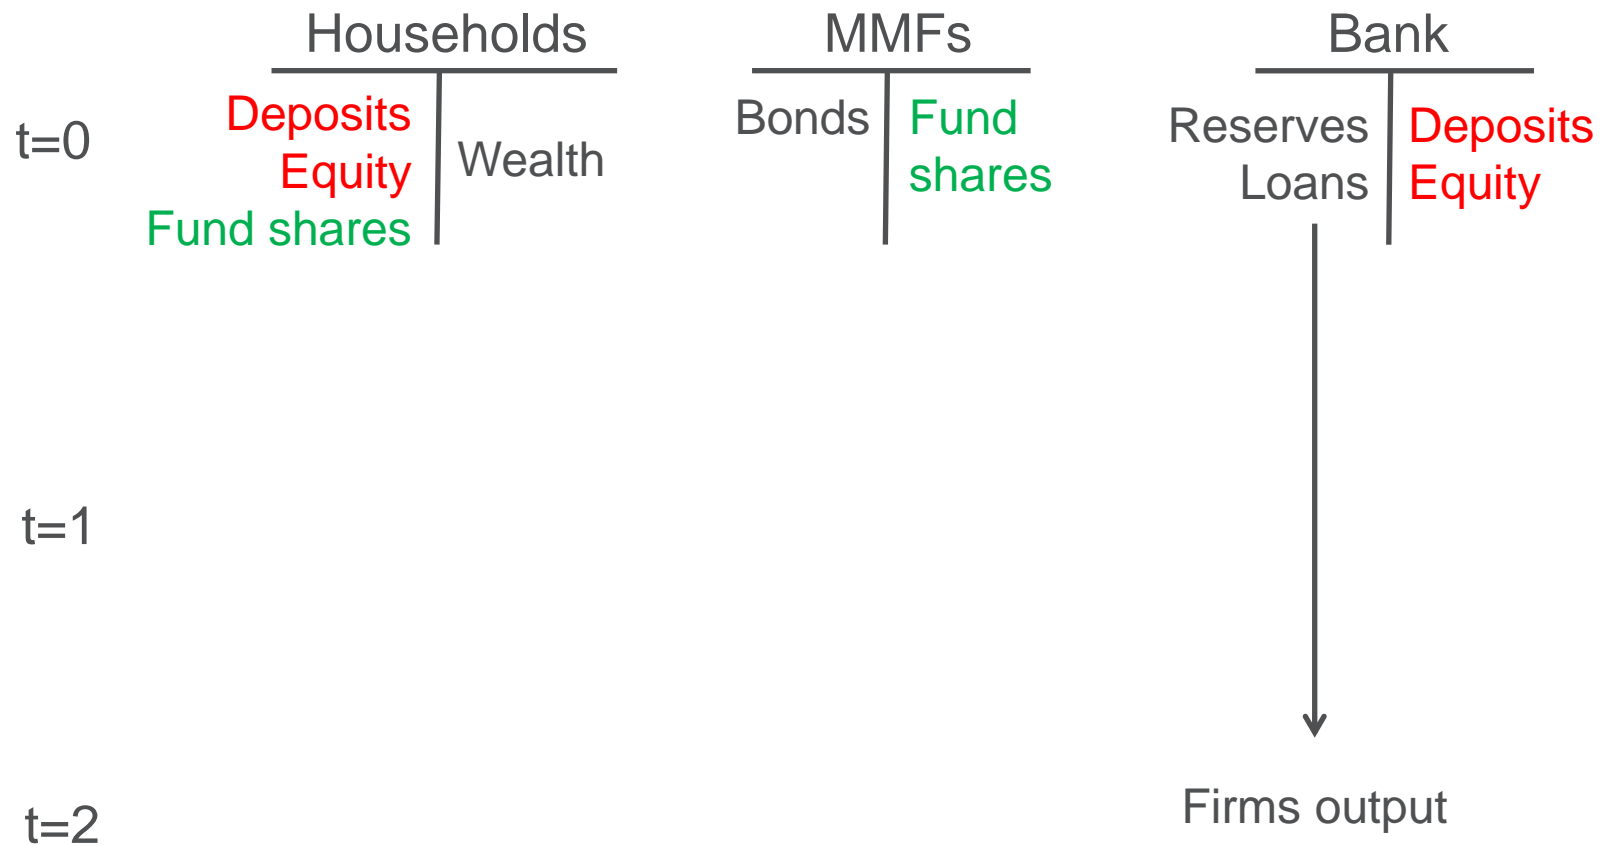 Households
MMFs
Bank
t=0
Deposits
Equity
Fund shares
Wealth
Bonds
Fund
shares
Reserves
Loans
Deposits
Equity
t=1
t=2
Firms output